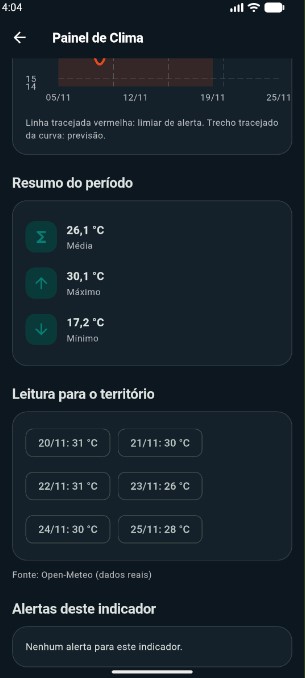 4:04
Painel de Clima
15
14
05/11 12/11 19/11 25/11
Linha tracejada vermelha: limiar de alerta. Trecho tracejado
da curva: previsão.
Resumo do período
Σ
26,1 °C
Média
30,1 °C
Máximo
17,2 °C
Mínimo
Leitura para o território
20/11: 31 °C 21/11: 30 °C
22/11: 31 °C 23/11: 26 °C
24/11: 30 °C 25/11: 28 °C
Fonte: Open-Meteo (dados reais)
Alertas deste indicador
Nenhum alerta para este indicador.